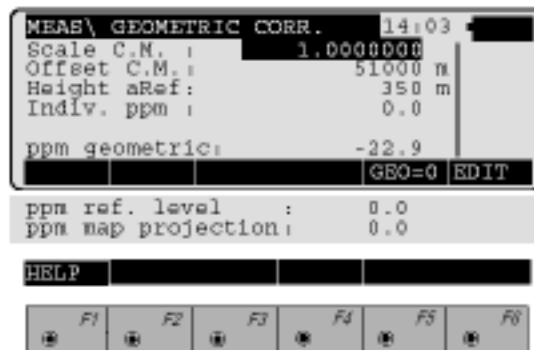 MEAS\ GEOMETRIC CORR. 14:03
Scale C.M. : 1.0000000
Offset C.M.: 51000 m
Height aRef: 350 m
Indiv. ppm : 0.0
ppm geometric: -22.9
GEO=0 EDIT
ppm ref. level : 0.0
ppm map projection: 0.0
HELP
F1 F2 F3 F4 F5 F6